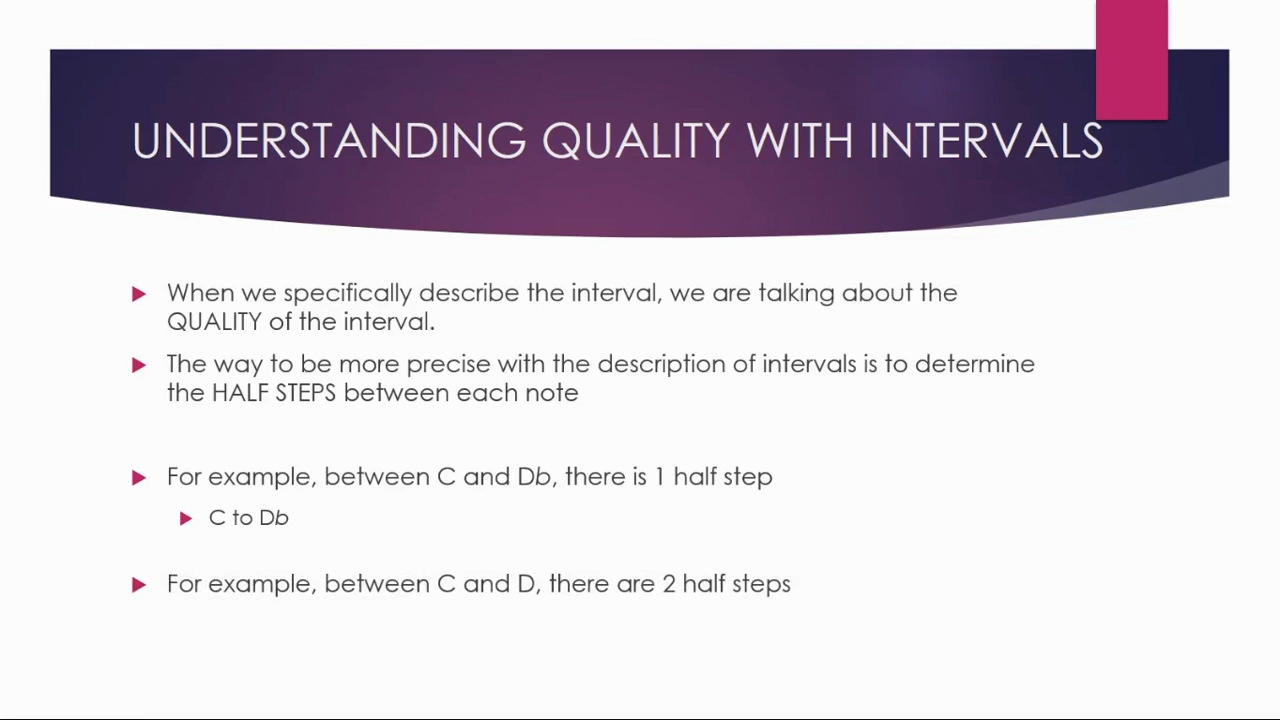 UNDERSTANDING QUALITY WITH INTERVALS
When we specifically describe the interval, we are talking about the
QUALITY of the interval.
The way to be more precise with the description of intervals is to determine
the HALF STEPS between each note
For example, between C and Db, there is 1 half step
C to Db
For example, between C and D, there are 2 half steps